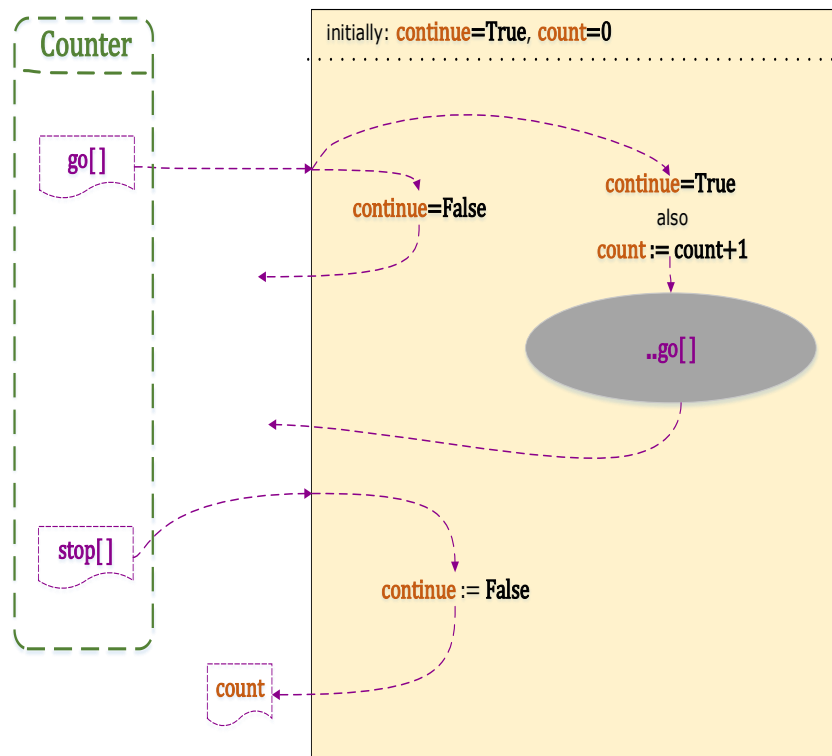 Counter
initially: continue=True, count=0
go[]
continue=True
continue=False
also
count := count+1
..go[]
stop[]
continue := False
count